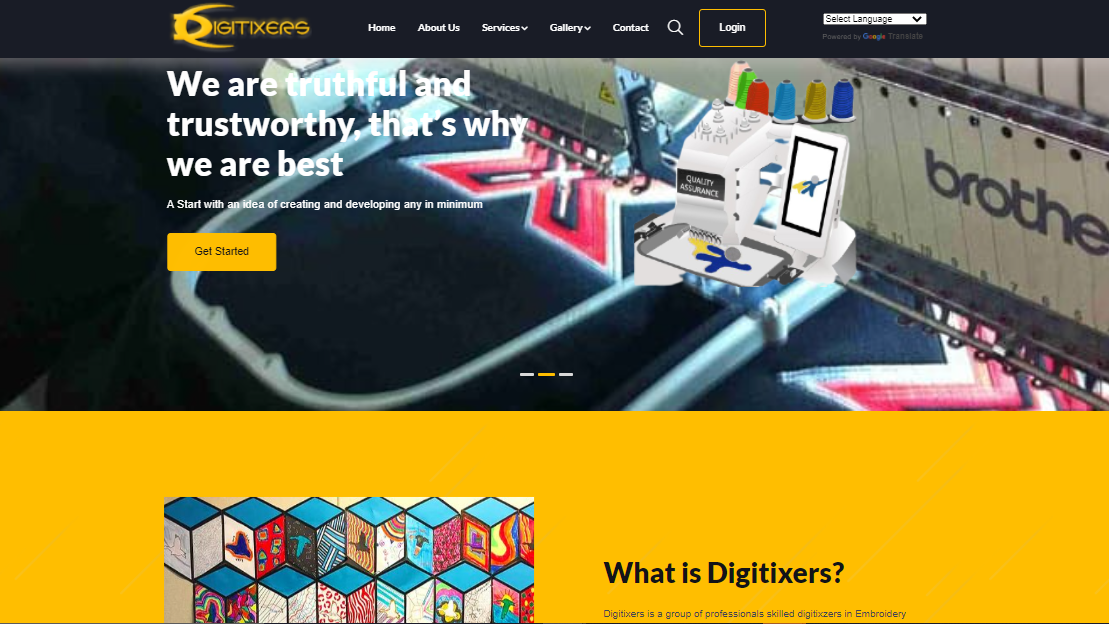 DIGITIXERS
Home
About Us
Services
Gallery
Contact
Login
Select Language
Powered by Google Translate
We are truthful and
trustworthy, that's why
we are best
A Start with an idea of creating and developing any in minimum
Get Started
QUALITY
ASSURANCE
brothe
What is Digitixers?
Digitixers is a group of professionals skilled digitixzers in Embroidery